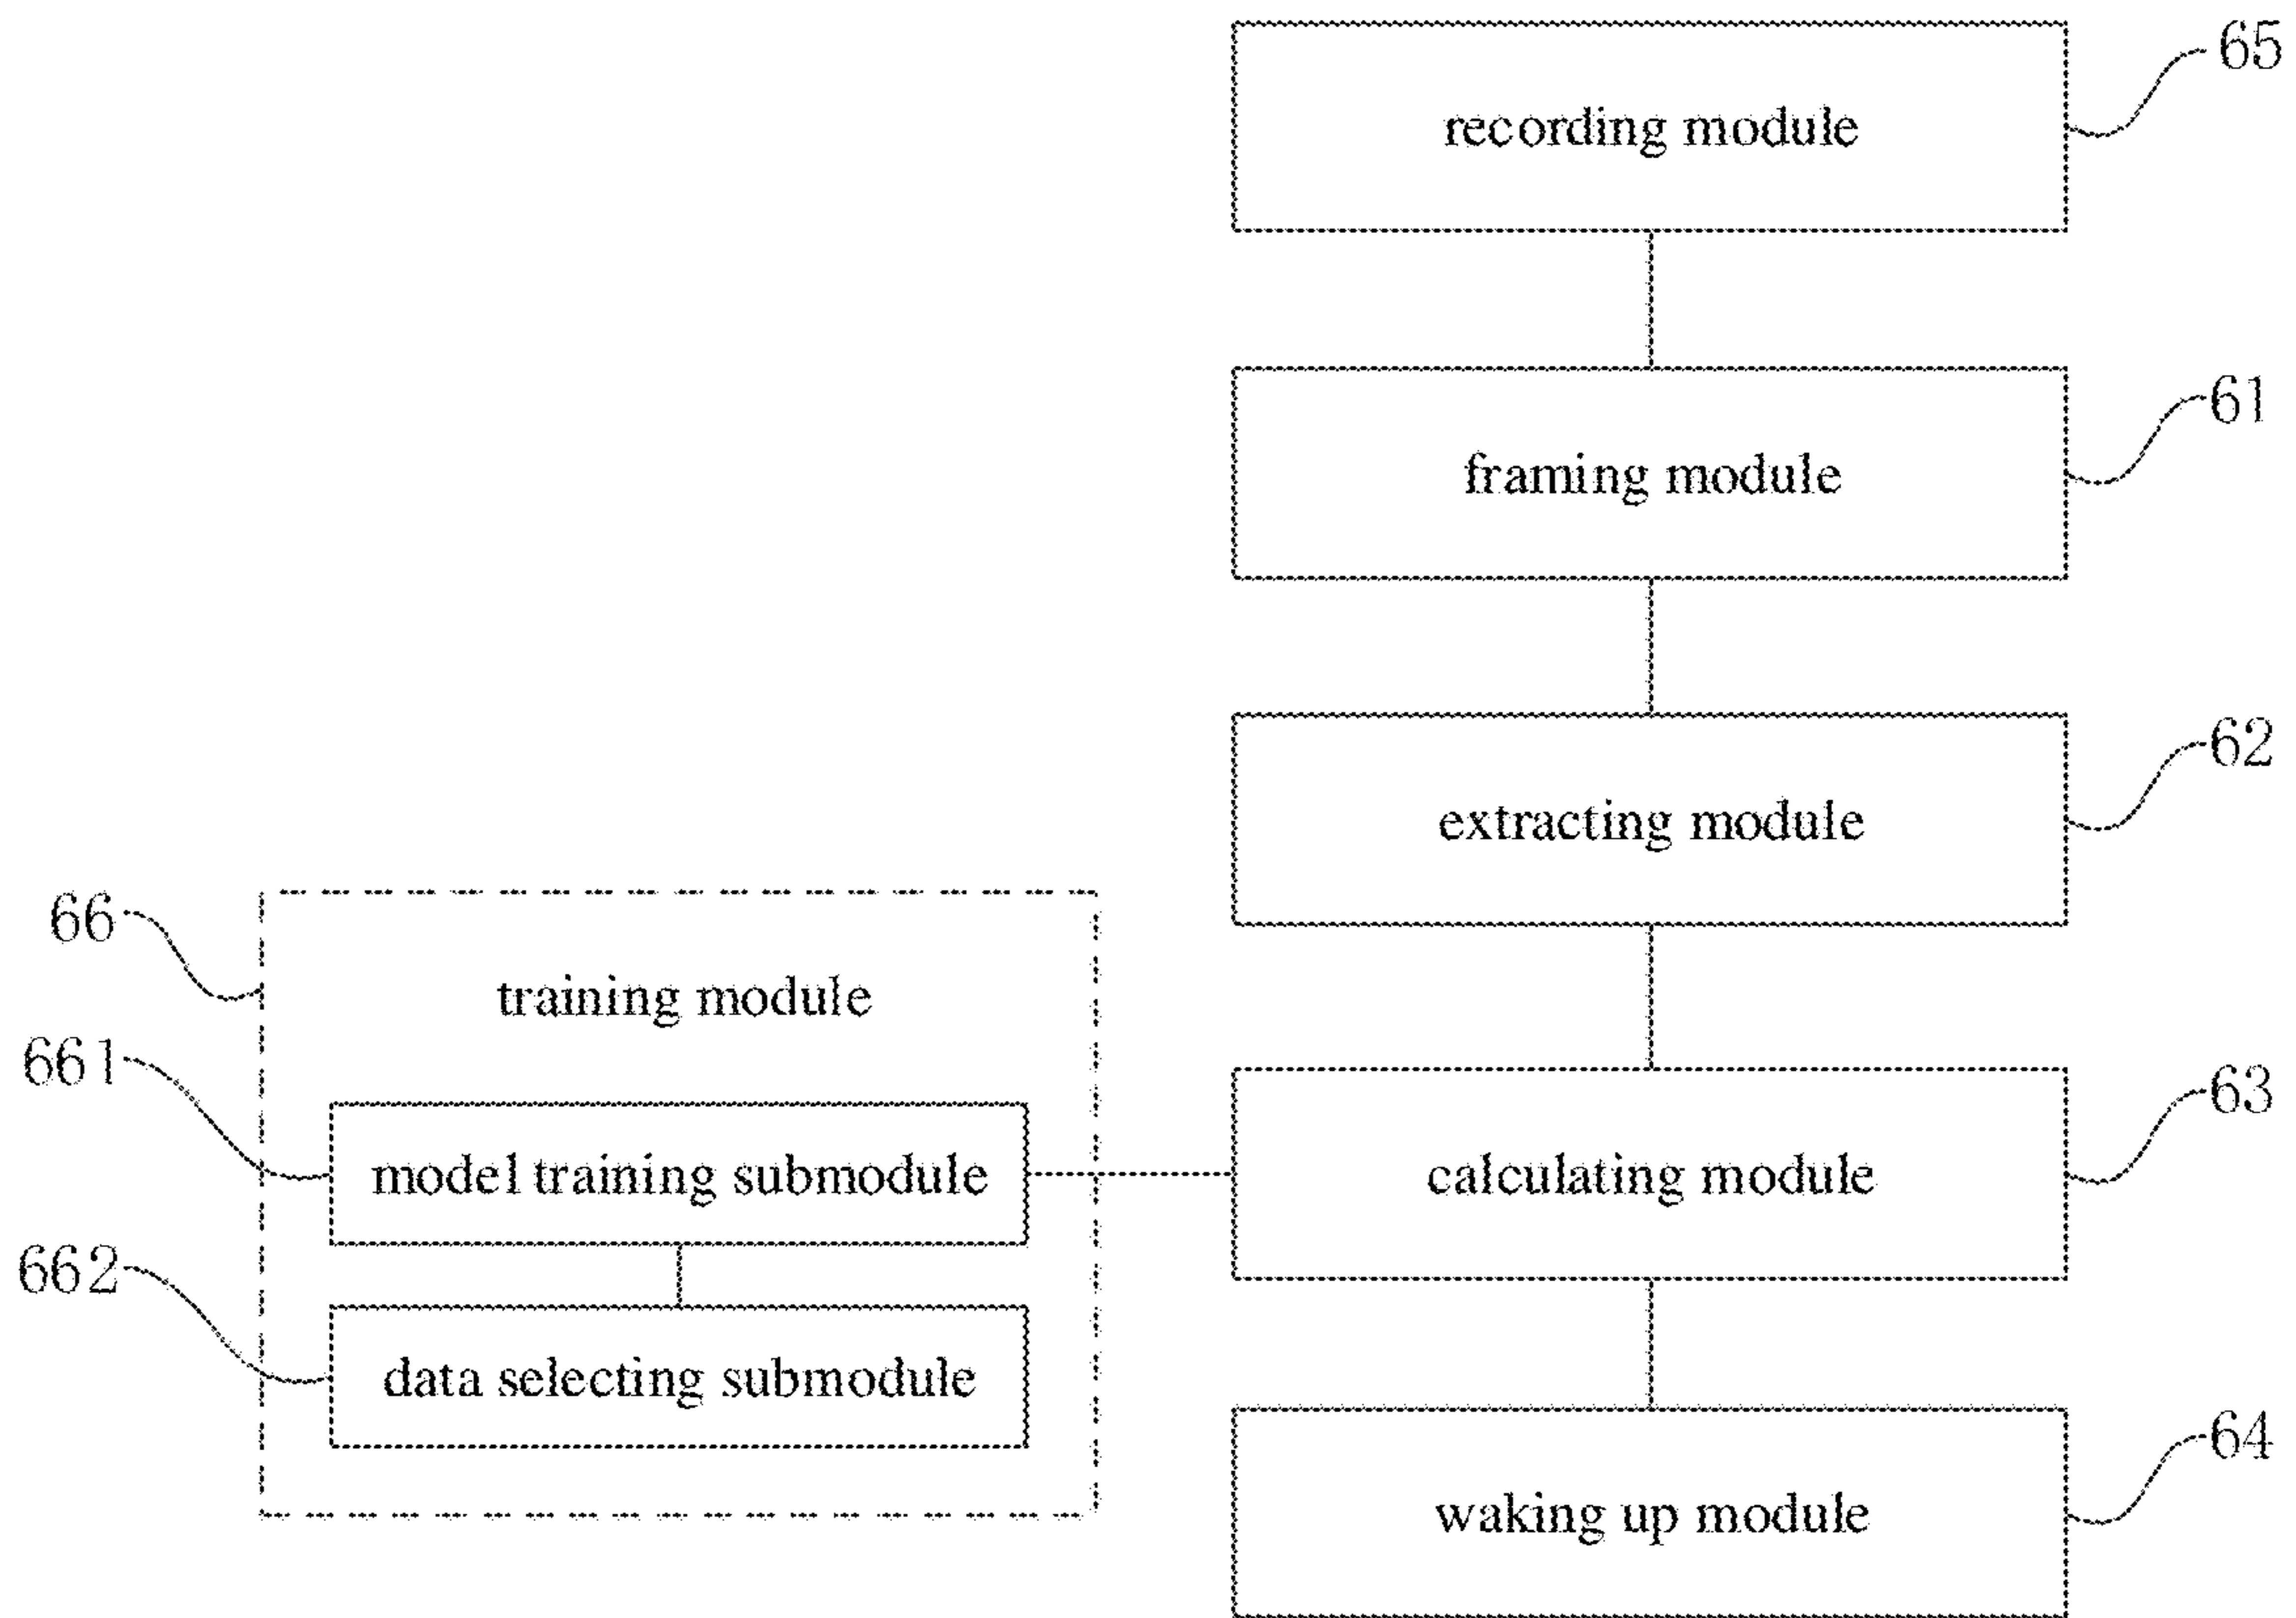 recording module
65
framing module
61
extracting module
62
66
training module
661
model training submodule
calculating module
63
662
data selecting submodule
waking up module
64